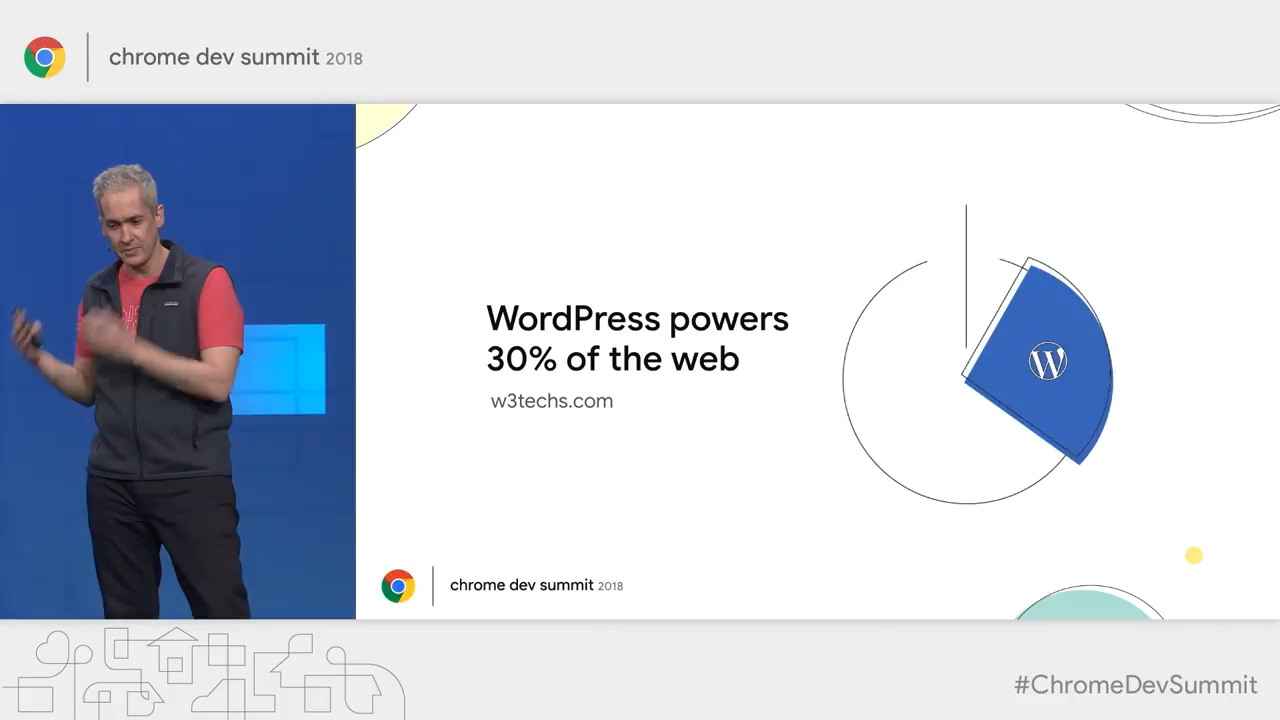 chrome dev summit 2018
WordPress powers
30% of the web
w3techs.com
W
chrome dev summit 2018
#ChromeDevSummit